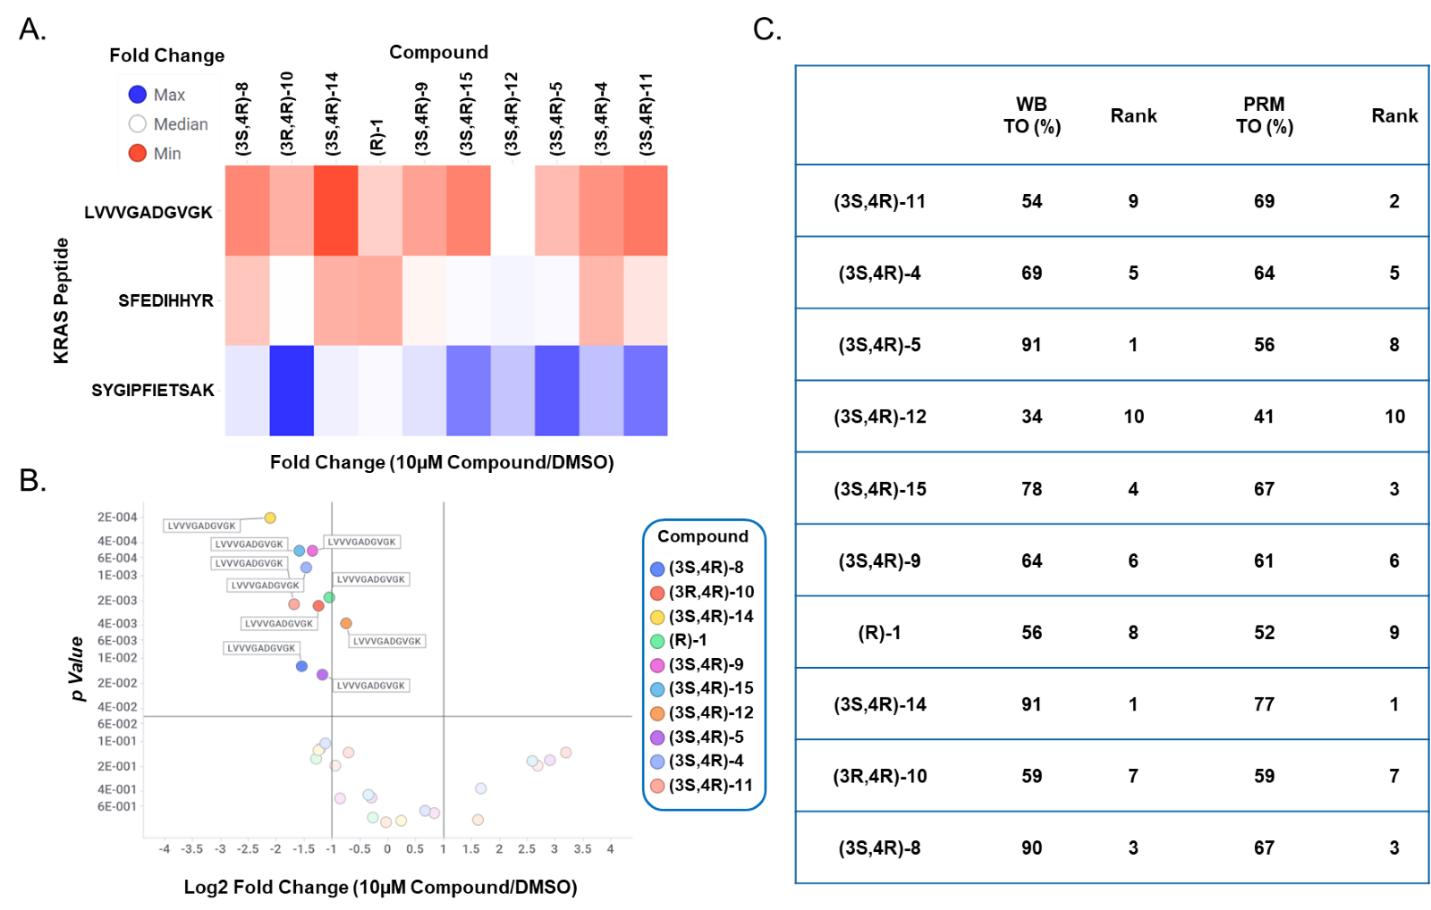 A.
Fold Change
Max
Median
Min
Compound
(3S,4R)-8
(3R,4R)-10
(3S,4R)-14
(R)-1
(3S,4R)-9
(3S,4R)-15
(3S,4R)-12
(3S,4R)-5
(3S,4R)-4
(3S,4R)-11
KRAS Peptide
LVVVGADGVGK
SFEDIHHYR
SYGIPFIETSAK
Fold Change (10μM Compound/DMSO)
B.
p Value
2E-004
4E-004
6E-004
1E-003
2E-003
4E-003
6E-003
1E-002
2E-002
4E-002
6E-002
1E-001
2E-001
4E-001
6E-001
LVVVGADGVGK
LVVVGADGVGK
LVVVGADGVGK
LVVVGADGVGK
LVVVGADGVGK
LVVVGADGVGK
LVVVGADGVGK
LVVVGADGVGK
LVVVGADGVGK
LVVVGADGVGK
-4 -3.5 -3 -2.5 -2 -1.5 -1 -0.5 0 0.5 1 1.5 2 2.5 3 3.5 4
Log2 Fold Change (10μM Compound/DMSO)
Compound
(3S,4R)-8
(3R,4R)-10
(3S,4R)-14
(R)-1
(3S,4R)-9
(3S,4R)-15
(3S,4R)-12
(3S,4R)-5
(3S,4R)-4
(3S,4R)-11
C.
WB TO (%) Rank PRM TO (%) Rank
(3S,4R)-11 54 9 69 2
(3S,4R)-4 69 5 64 5
(3S,4R)-5 91 1 56 8
(3S,4R)-12 34 10 41 10
(3S,4R)-15 78 4 67 3
(3S,4R)-9 64 6 61 6
(R)-1 56 8 52 9
(3S,4R)-14 91 1 77 1
(3R,4R)-10 59 7 59 7
(3S,4R)-8 90 3 67 3